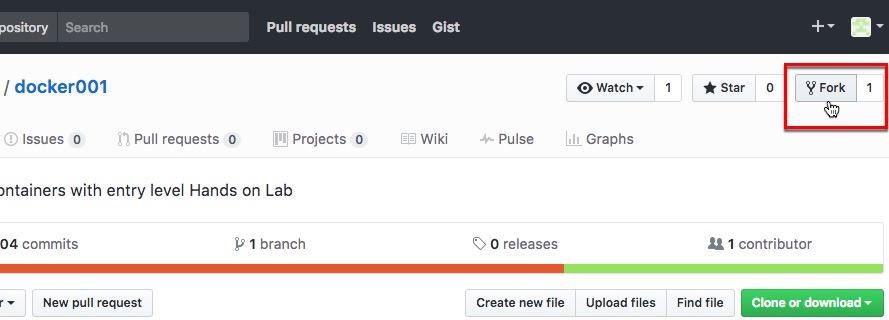 Search Pull requests Issues Gist
/ docker001 Watch 1 Star 0 Fork 1
Issues 0 Pull requests 0 Projects 0 Wiki Pulse Graphs
with entry level Hands on Lab
04 commits 1 branch 0 releases 1 contributor
New pull request Create new file Upload files Find file Clone or download